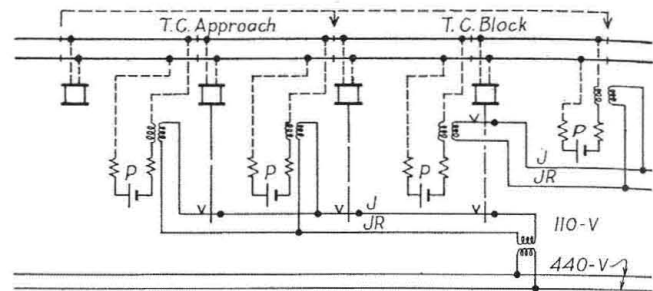 T.C. Approach
T.C. Block
P
P
P
P
J
JR
J
JR
110-V
440-V